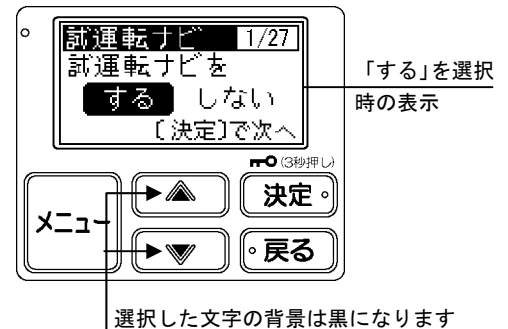 試運転ナビ 1/27
試運転ナビを
する しない
[決定]で次へ
「する」を選択
時の表示
(3秒押し)
メニュー
決定
戻る
選択した文字の背景は黒になります